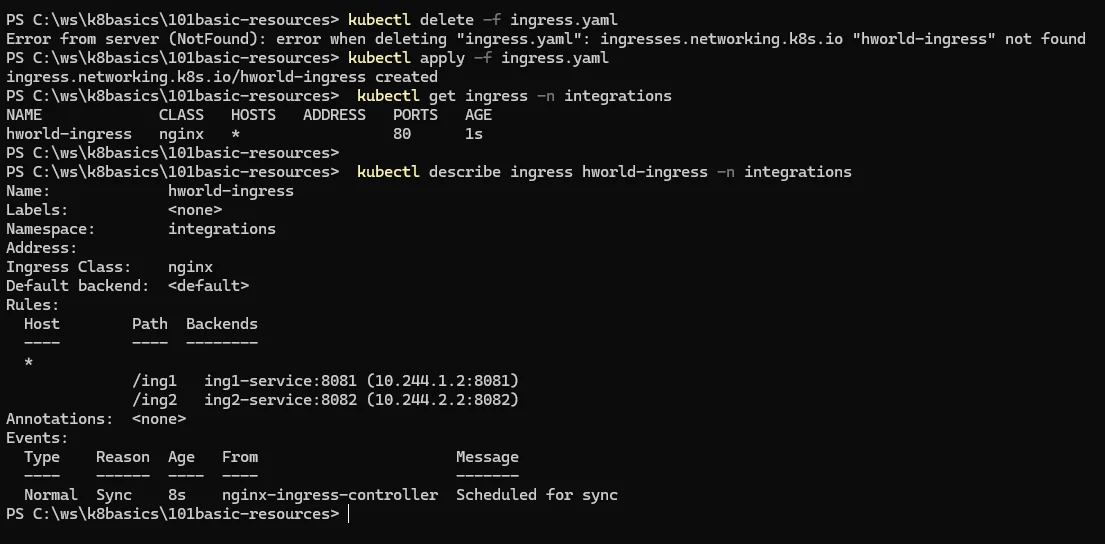 PS C:\ws\k8basics\101basic-resources> kubectl delete -f ingress.yaml
Error from server (NotFound): error when deleting "ingress.yaml": ingresses.networking.k8s.io "hworld-ingress" not found
PS C:\ws\k8basics\101basic-resources> kubectl apply -f ingress.yaml
ingress.networking.k8s.io/hworld-ingress created
PS C:\ws\k8basics\101basic-resources>  kubectl get ingress -n integrations
NAME             CLASS   HOSTS   ADDRESS   PORTS   AGE
hworld-ingress   nginx   *                 80      1s
PS C:\ws\k8basics\101basic-resources>
PS C:\ws\k8basics\101basic-resources>  kubectl describe ingress hworld-ingress -n integrations
Name:             hworld-ingress
Labels:           <none>
Namespace:        integrations
Address:
Ingress Class:    nginx
Default backend:  <default>
Rules:
  Host        Path  Backends
  ----        ----  --------
  *
              /ing1   ing1-service:8081 (10.244.1.2:8081)
              /ing2   ing2-service:8082 (10.244.2.2:8082)
Annotations:  <none>
Events:
  Type    Reason  Age   From                      Message
  ----    ------  ----  ----                      -------
  Normal  Sync    8s    nginx-ingress-controller  Scheduled for sync
PS C:\ws\k8basics\101basic-resources>